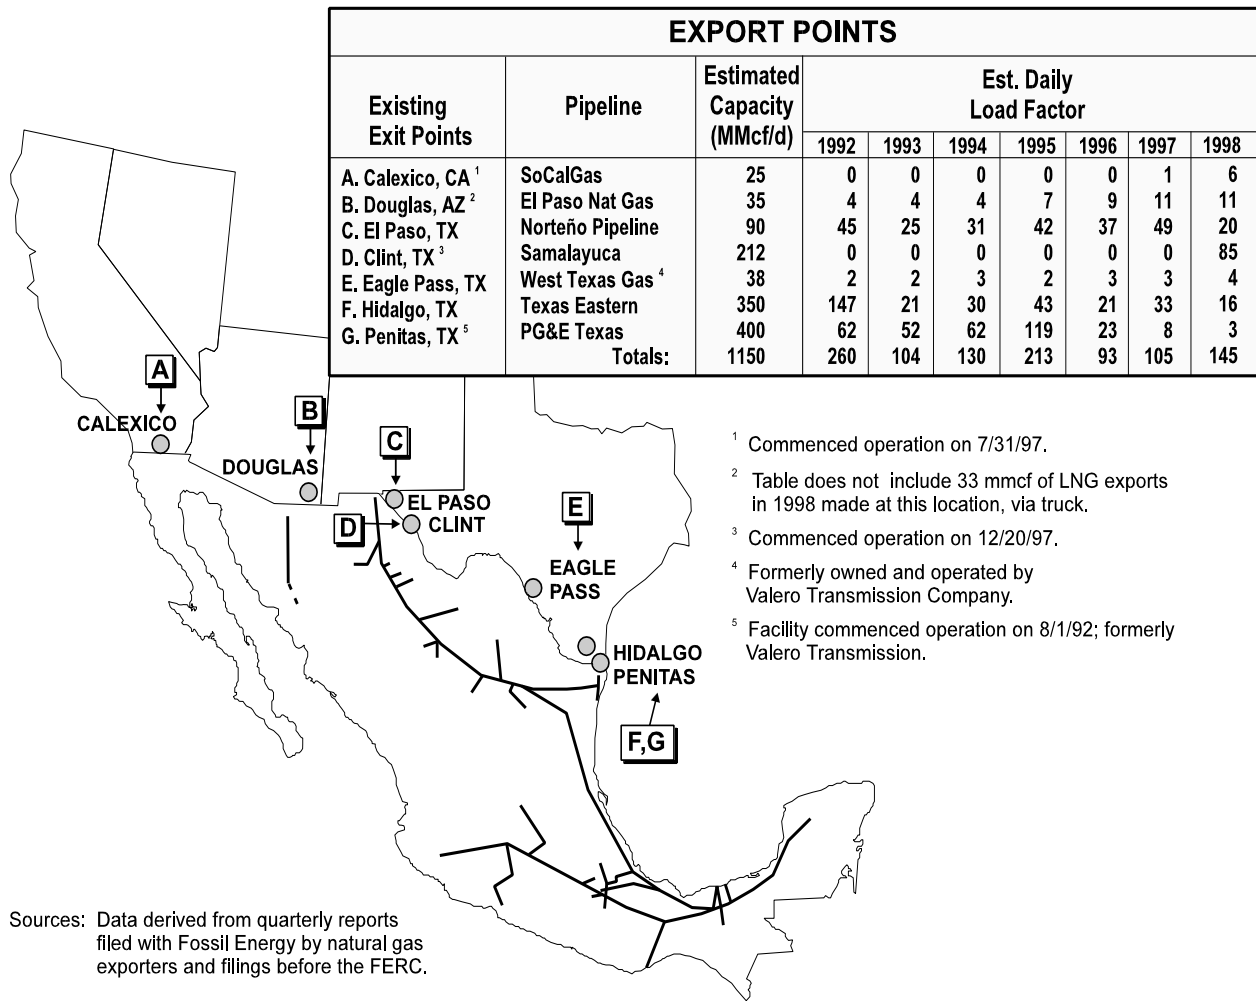 EXPORT POINTS
Existing Exit Points Pipeline Estimated Capacity (MMcf/d) Est. Daily Load Factor
1992 1993 1994 1995 1996 1997 1998
A. Calexico, CA 1 SoCalGas 25 0 0 0 0 0 1 6
B. Douglas, AZ 2 El Paso Nat Gas 35 4 4 4 7 9 11 11
C. El Paso, TX Norteño Pipeline 90 45 25 31 42 37 49 20
D. Clint, TX 3 Samalayuca 212 0 0 0 0 0 0 85
E. Eagle Pass, TX West Texas Gas 4 38 2 2 3 2 3 3 4
F. Hidalgo, TX Texas Eastern 350 147 21 30 43 21 33 16
G. Penitas, TX 5 PG&E Texas 400 62 52 62 119 23 8 3
Totals: 1150 260 104 130 213 93 105 145
A
CALEXICO
B
DOUGLAS
C
EL PASO
D
CLINT
E
EAGLE
PASS
HIDALGO
PENITAS
F,G
1 Commenced operation on 7/31/97.
2 Table does not include 33 mmcf of LNG exports
in 1998 made at this location, via truck.
3 Commenced operation on 12/20/97.
4 Formerly owned and operated by
Valero Transmission Company.
5 Facility commenced operation on 8/1/92; formerly
Valero Transmission.
Sources: Data derived from quarterly reports
filed with Fossil Energy by natural gas
exporters and filings before the FERC.